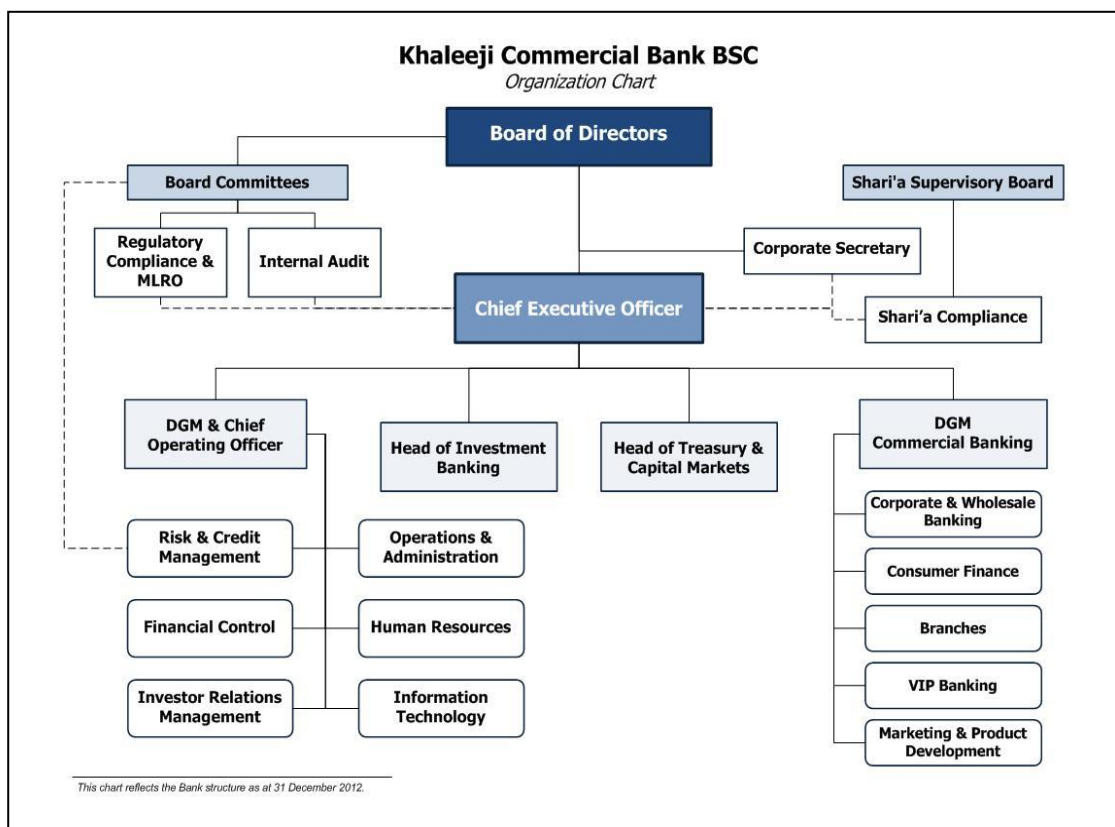 Khaleeji Commercial Bank BSC
Organization Chart
Board of Directors
Board Committees
Shari'a Supervisory Board
Regulatory
Compliance &
MLRO
Internal Audit
Corporate Secretary
Chief Executive Officer
Shari’a Compliance
DGM & Chief
Operating Officer
Head of Investment
Banking
Head of Treasury &
Capital Markets
DGM
Commercial Banking
Risk & Credit
Management
Operations &
Administration
Financial Control
Human Resources
Investor Relations
Management
Information
Technology
Corporate & Wholesale
Banking
Consumer Finance
Branches
VIP Banking
Marketing & Product
Development
This chart reflects the Bank structure as at 31 December 2012.